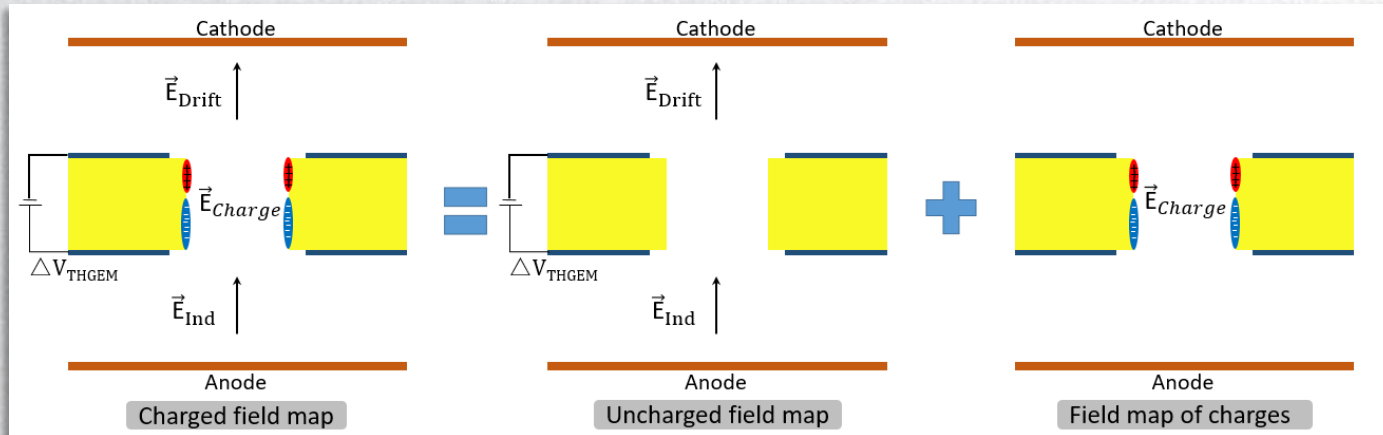 Cathode
Cathode
Cathode
E⃗Drift
E⃗Drift
E⃗Charge
E⃗Charge
△VTHGEM
△VTHGEM
E⃗Ind
E⃗Ind
Anode
Anode
Anode
Charged field map
Uncharged field map
Field map of charges